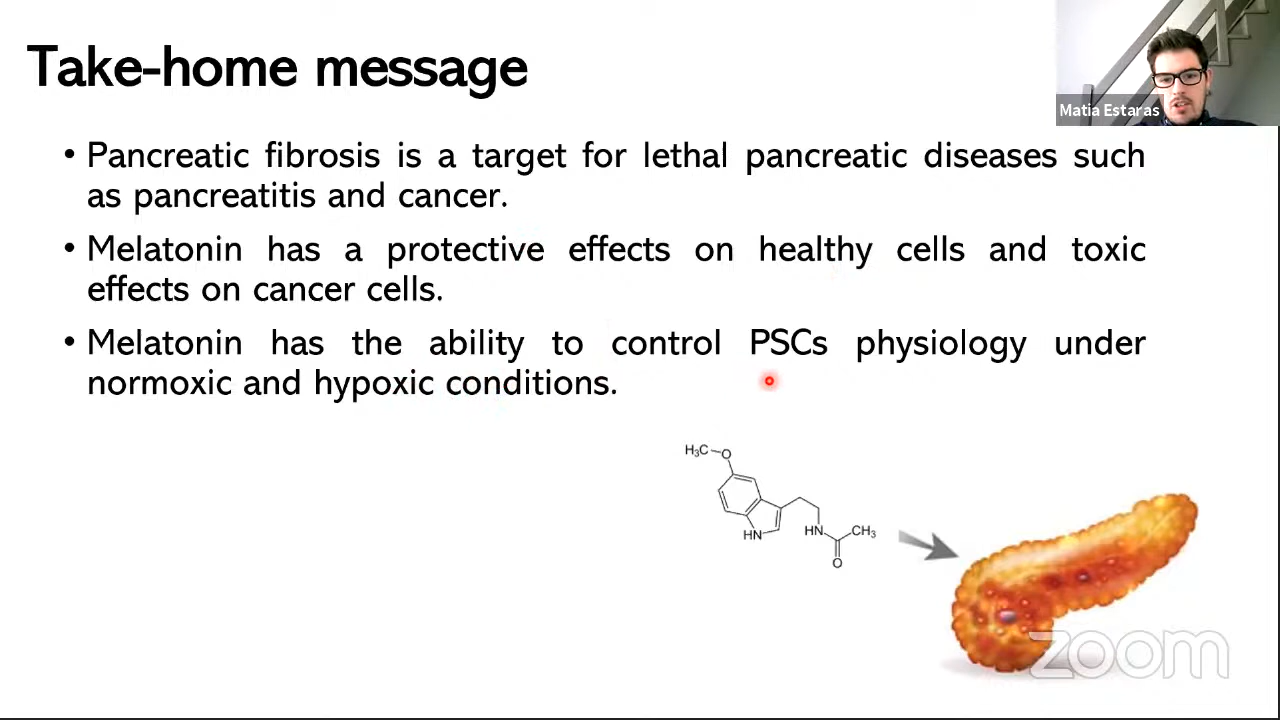 Take-home message
Matía Estaras
• Pancreatic fibrosis is a target for lethal pancreatic diseases such
as pancreatitis and cancer.
• Melatonin has a protective effects on healthy cells and toxic
effects on cancer cells.
• Melatonin has the ability to control PSCs physiology under
normoxic and hypoxic conditions.
H₃C
O
HN
HN
CH₃
O
zoom